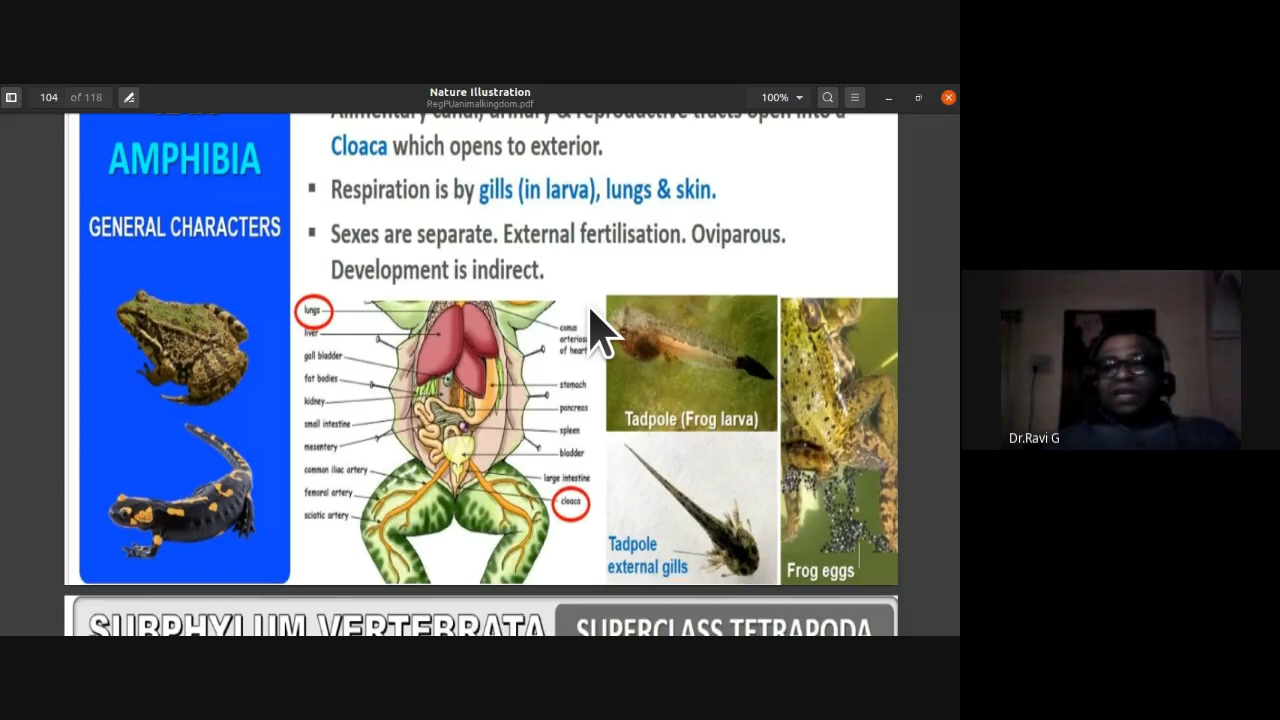 Nature Illustration
104 of 118
100%
RegPUanimalkingdom.pdf
Alimentary canal, urinary & reproductive tracts open into a
AMPHIBIA
Cloaca which opens to exterior.
▪ Respiration is by gills (in larva), lungs & skin.
GENERAL CHARACTERS
▪ Sexes are separate. External fertilisation. Oviparous.
Development is indirect.
lungs
liver
gall bladder
fat bodies
kidney
small intestine
mesentery
common iliac artery
femoral artery
sciatic artery
conus
of heart
stomach
pancreas
spleen
bladder
large intestine
cloaca
Tadpole (Frog larva)
Tadpole
external gills
Frog eggs
Dr.Ravi G
SUBPHYLUM VERTEBRATA
SUPERCLASS TETRAPODA